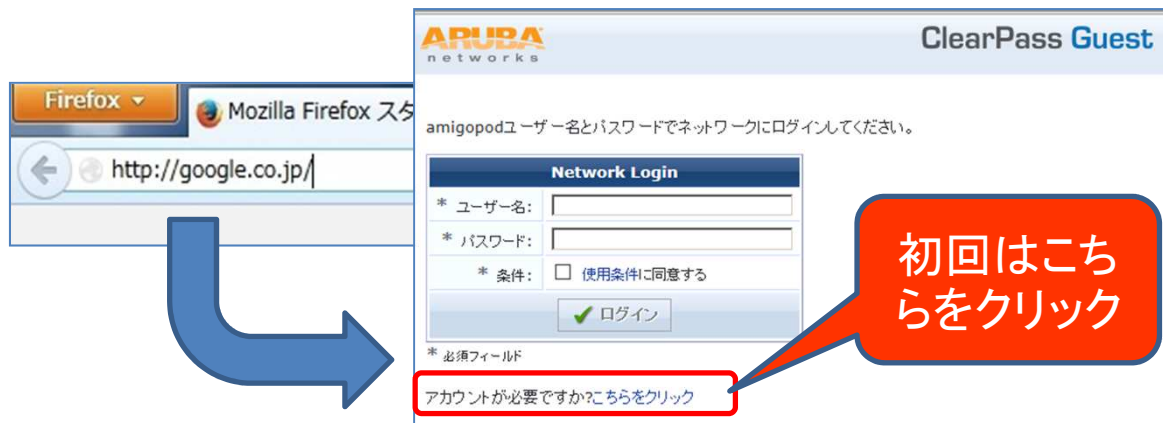 Firefox
Mozilla Firefox スタ
http://google.co.jp/
ARUBA
networks
ClearPass Guest
amigopodユーザー名とパスワードでネットワークにログインしてください。
Network Login
* ユーザー名:
* パスワード:
* 条件: 使用条件に同意する
ログイン
* 必須フィールド
アカウントが必要ですか?こちらをクリック
初回はこち
らをクリック